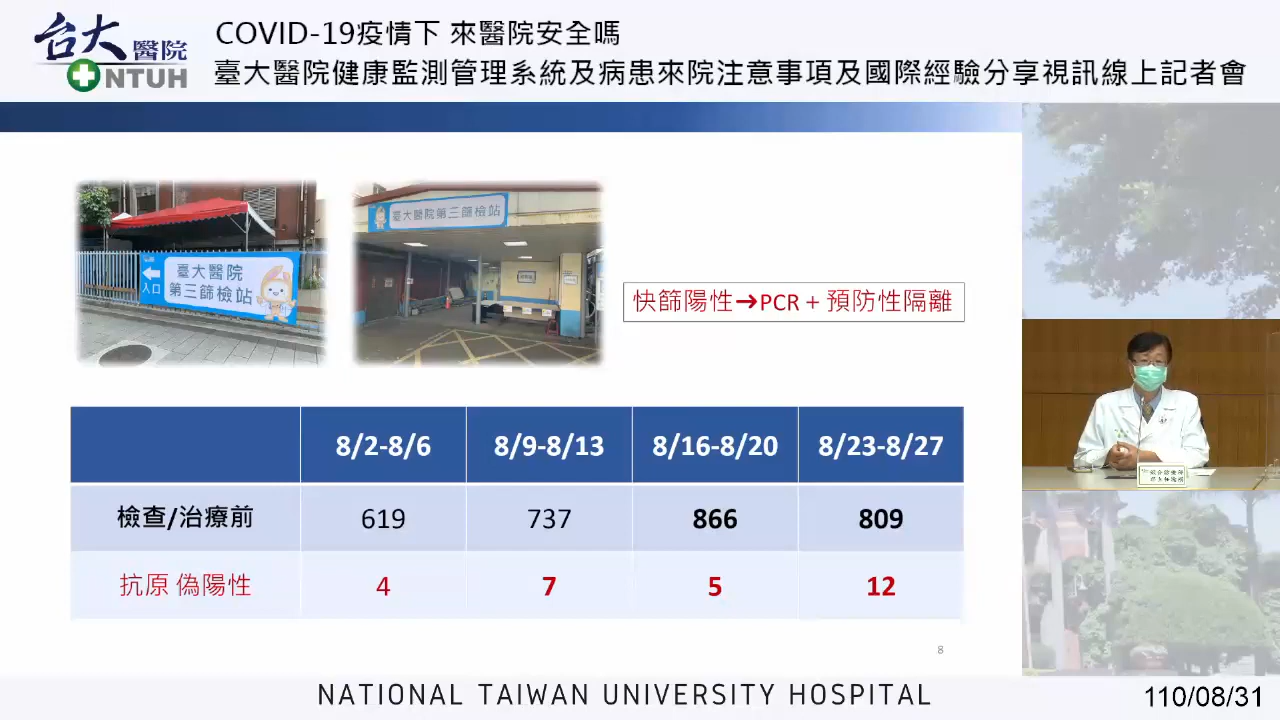 台大醫院
NTUH
COVID-19疫情下 來醫院安全嗎
臺大醫院健康監測管理系統及病患來院注意事項及國際經驗分享視訊線上記者會
臺大醫院
第三篩檢站
入口
臺大醫院第三篩檢站
快篩陽性➔PCR + 預防性隔離
8/2-8/6 8/9-8/13 8/16-8/20 8/23-8/27
檢查/治療前 619 737 866 809
抗原 偽陽性 4 7 5 12
8
NATIONAL TAIWAN UNIVERSITY HOSPITAL
110/08/31